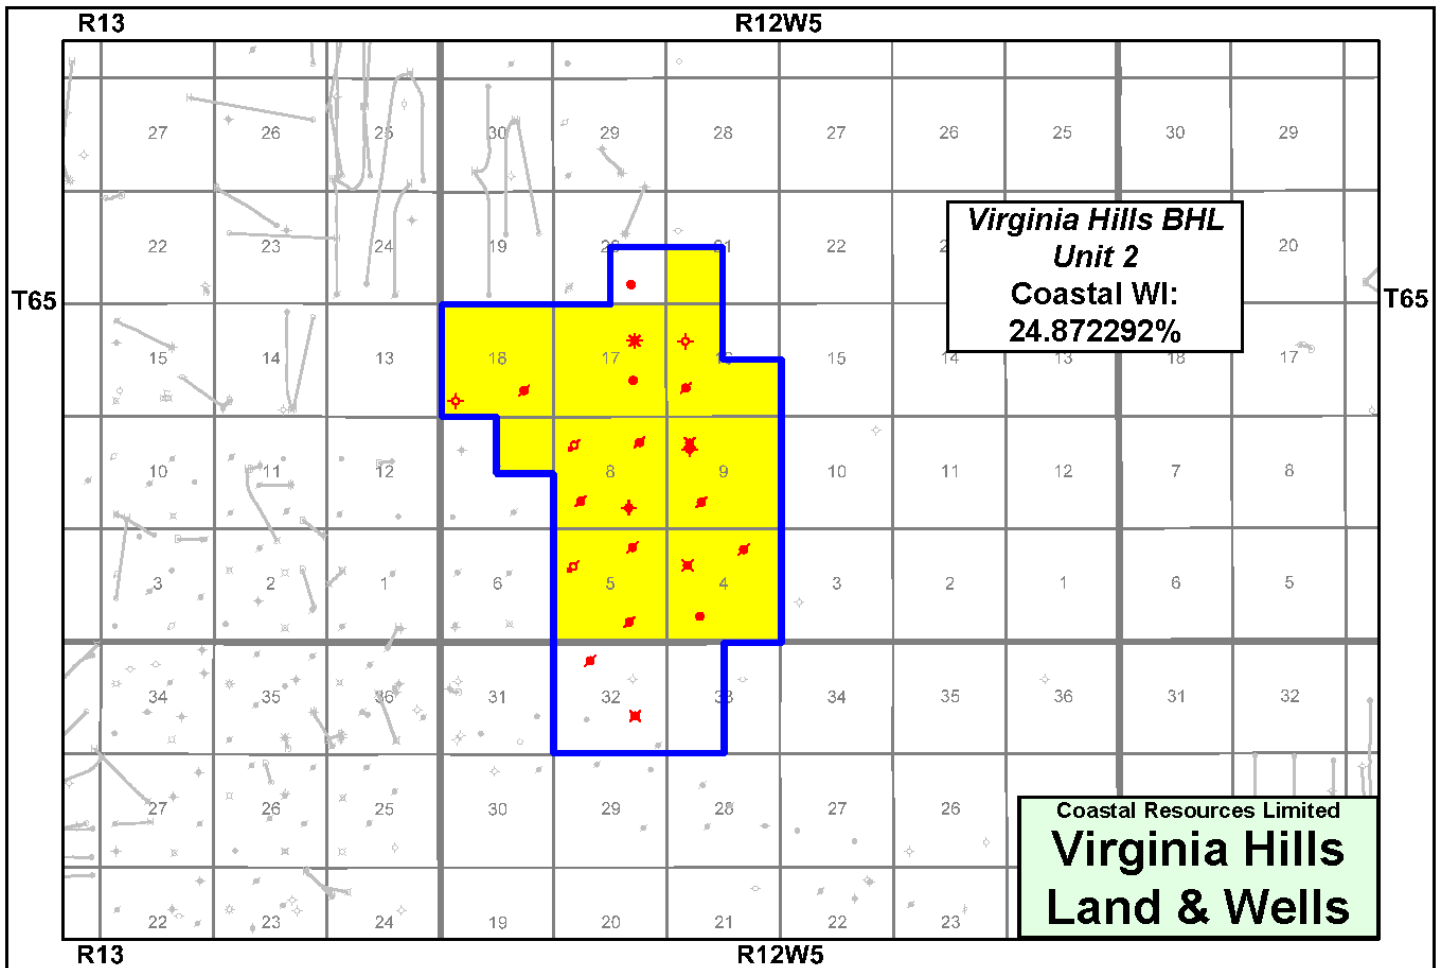 R13 R12W5
27 26 25 30 29 28 27 26 25 30 29
22 23 24 19 20 21 22 20
Virginia Hills BHL
Unit 2
Coastal WI:
24.872292%
T65 T65
15 14 13 18 17 15 14 13 18 17
10 11 12 8 9 10 11 12 7 8
3 2 1 6 5 4 3 2 1 6 5
34 35 36 31 32 33 34 35 36 31 32
27 26 25 30 29 28 27 26
Coastal Resources Limited
Virginia Hills
Land & Wells
22 23 24 19 20 21 22 23
R13 R12W5